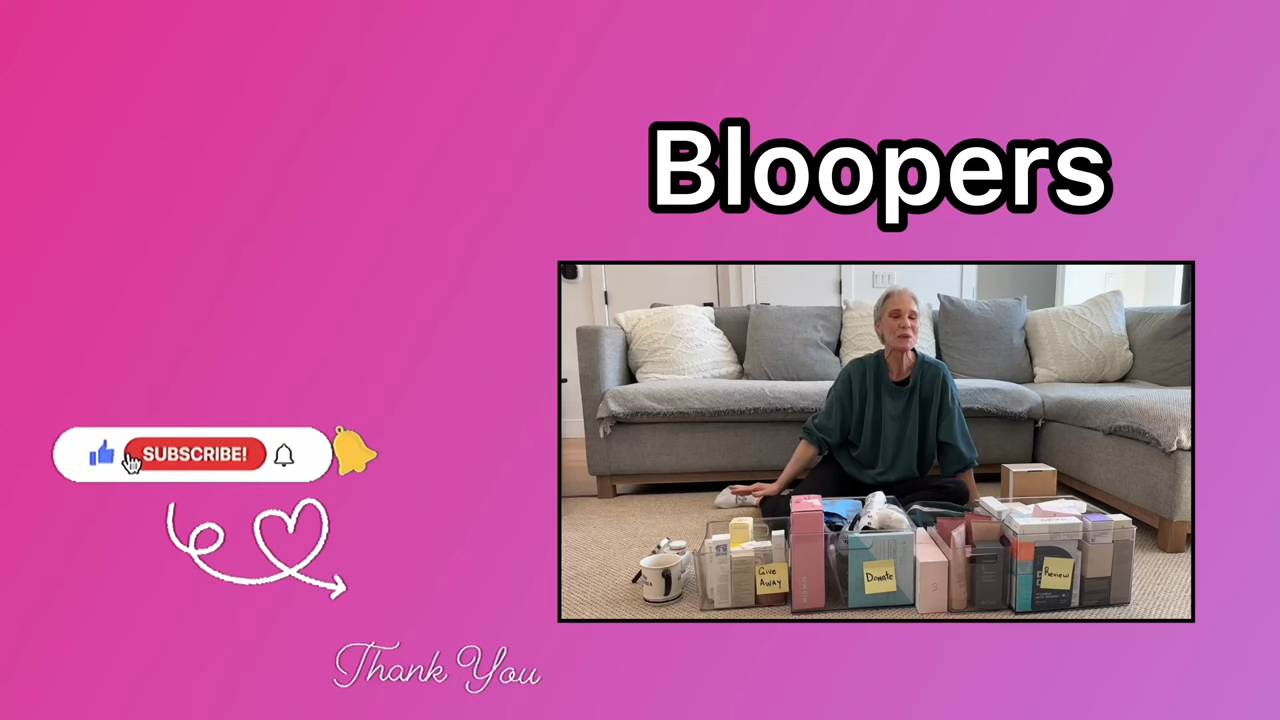 Bloopers
SUBSCRIBE!
Give
AWAY
Donate
Review
Thank You